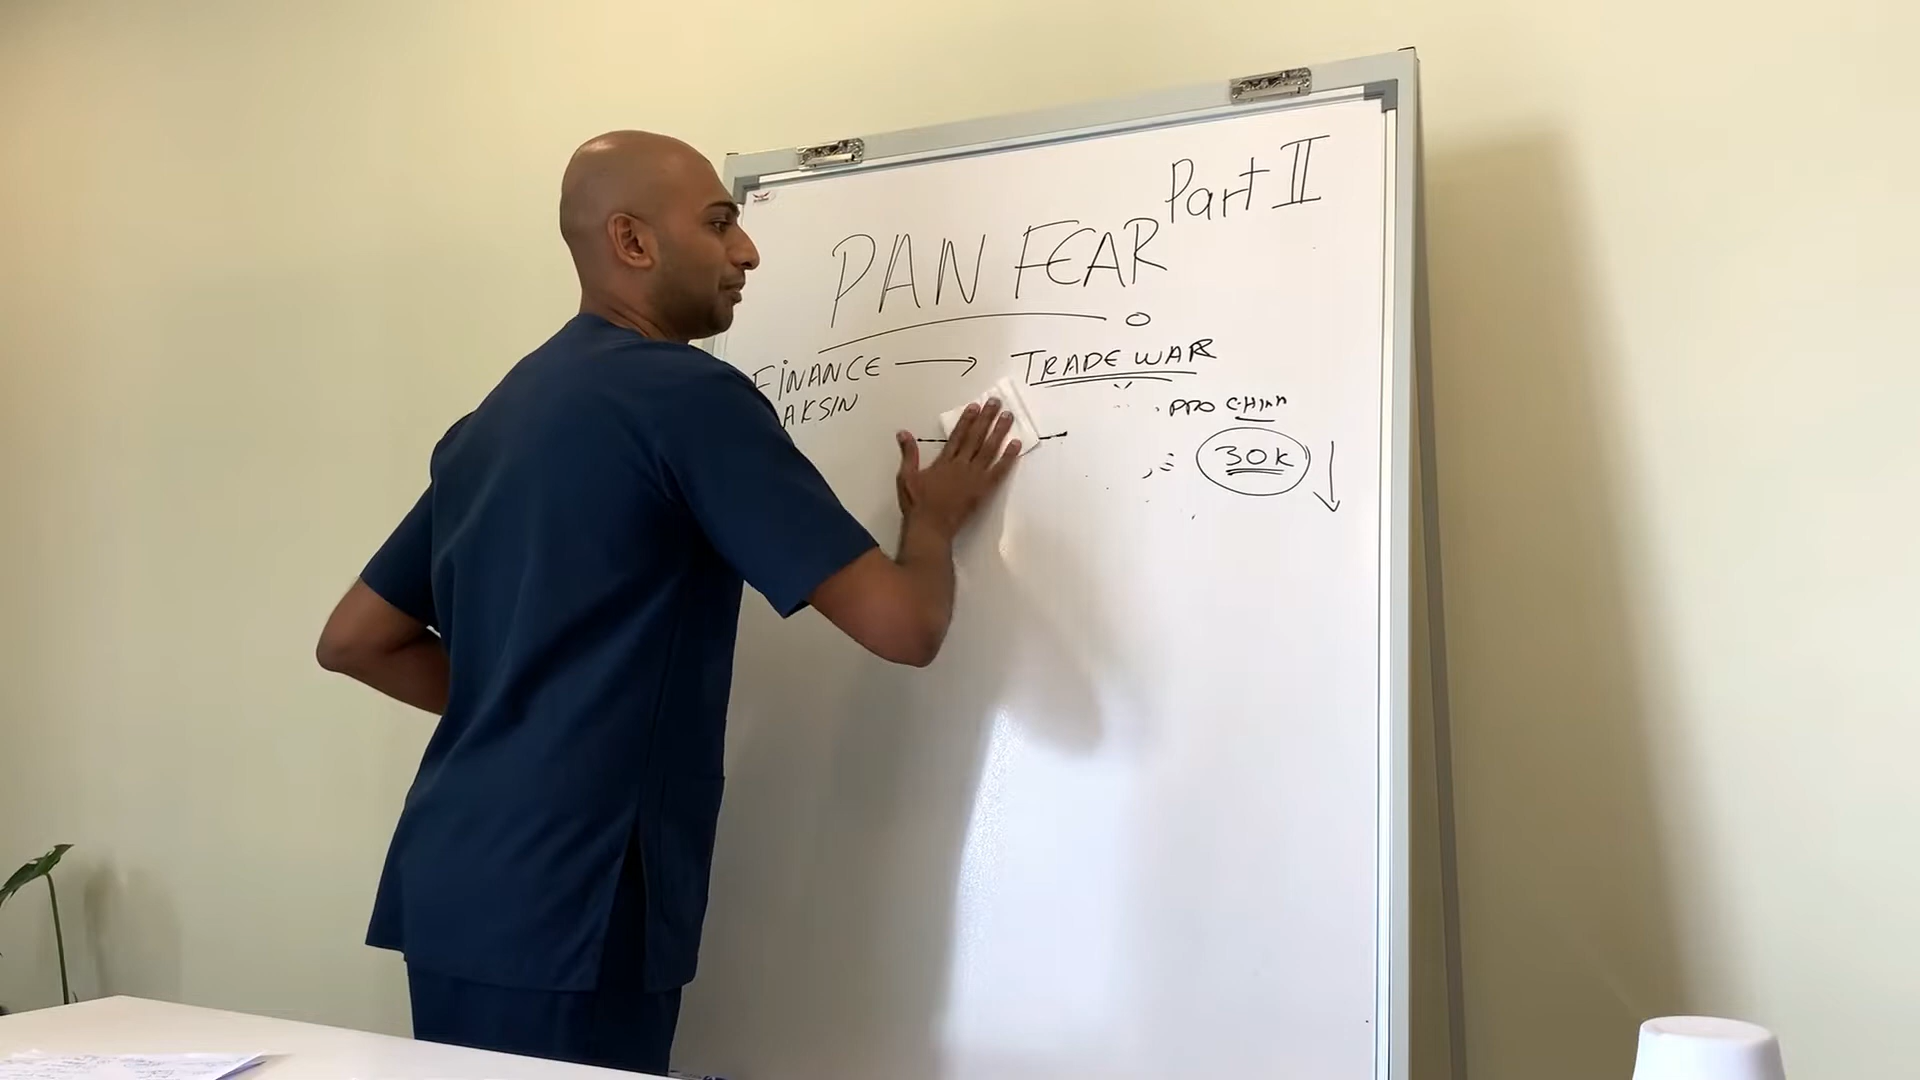 Part II
PAN FEAR
FINANCE → TRADE WAR
AKSIN
PRO CHINA
30K ↓